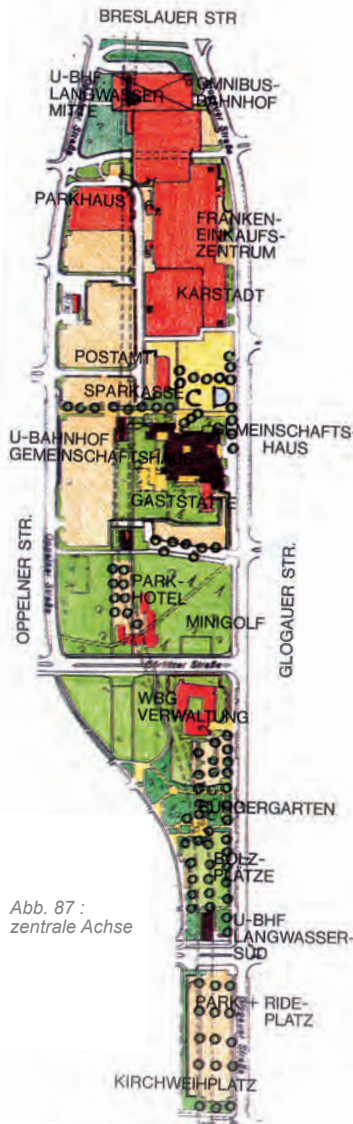 BRESLAUER STR
U-BHF
LANGWASSER
MITTE
OMNIBUS-
BAHNHOF
PARKHAUS
FRANKEN-
EINKAUFS-
ZENTRUM
KARSTADT
POSTAMT
SPARKASSE
GEMEINSCHAFTS-
HAUS
U-BAHNHOF
GEMEINSCHAFTSHAUS
GASTSTÄTTE
OPPELNER STR.
GLOGAUER STR.
PARK-
HOTEL
MINIGOLF
Görlitzer Straße
WBG
VERWALTUNG
BÜRGERGARTEN
BOLZ-
PLÄTZE
Abb. 87 :
zentrale Achse
U-BHF
LANGWASSER-
SÜD
PARK + RIDE-
PLATZ
KIRCHWEIHPLATZ